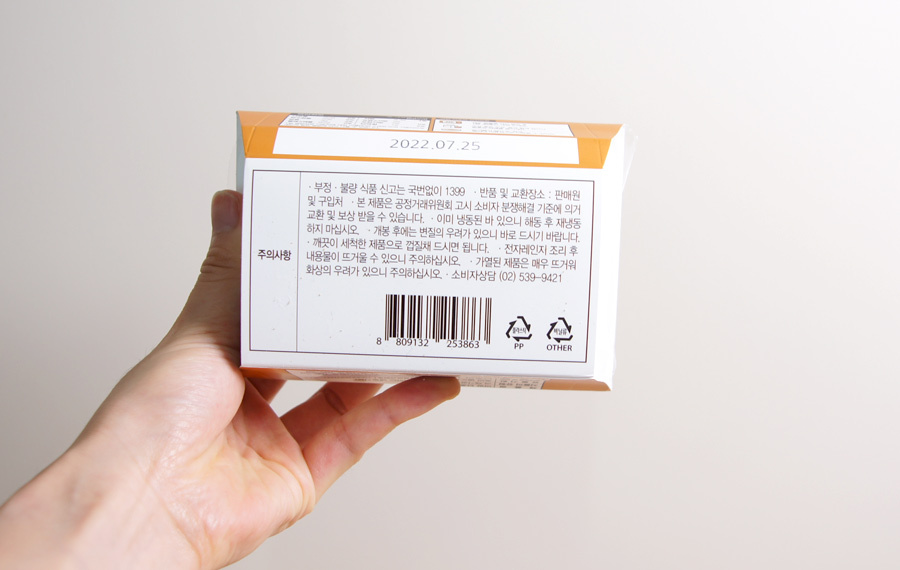 2022.07.25
· 부정 · 불량 식품 신고는 국번없이 1399 · 반품 및 교환장소 : 판매원
및 구입처 · 본 제품은 공정거래위원회 고시 소비자 분쟁해결 기준에 의거
교환 및 보상 받을 수 있습니다. · 이미 냉동된 바 있으니 해동 후 재냉동
하지 마십시오. · 개봉 후에는 변질의 우려가 있으니 바로 드시기 바랍니다.
· 깨끗이 세척한 제품으로 껍질채 드시면 됩니다. · 전자레인지 조리 후
주의사항
내용물이 뜨거울 수 있으니 주의하십시오. · 가열된 제품은 매우 뜨거워
화상의 우려가 있으니 주의하십시오. · 소비자상담 (02) 539-9421
8 809132 253863
플라스틱
PP
비닐류
OTHER